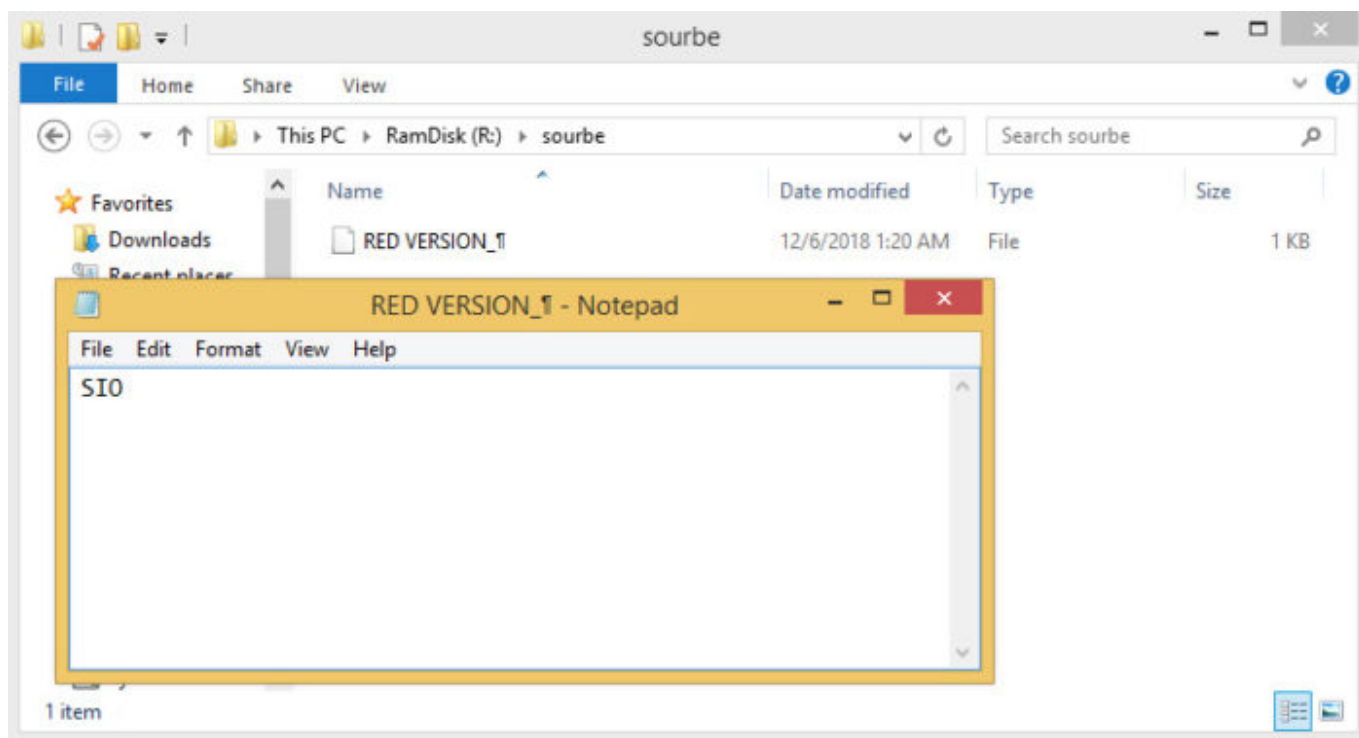 sourbe
File Home Share View
This PC RamDisk (R:) sourbe Search sourbe
Name Date modified Type Size
Favorites
Downloads
RED VERSION_¶ 12/6/2018 1:20 AM File 1 KB
Recent places
RED VERSION_¶ - Notepad
File Edit Format View Help
SIO
1 item